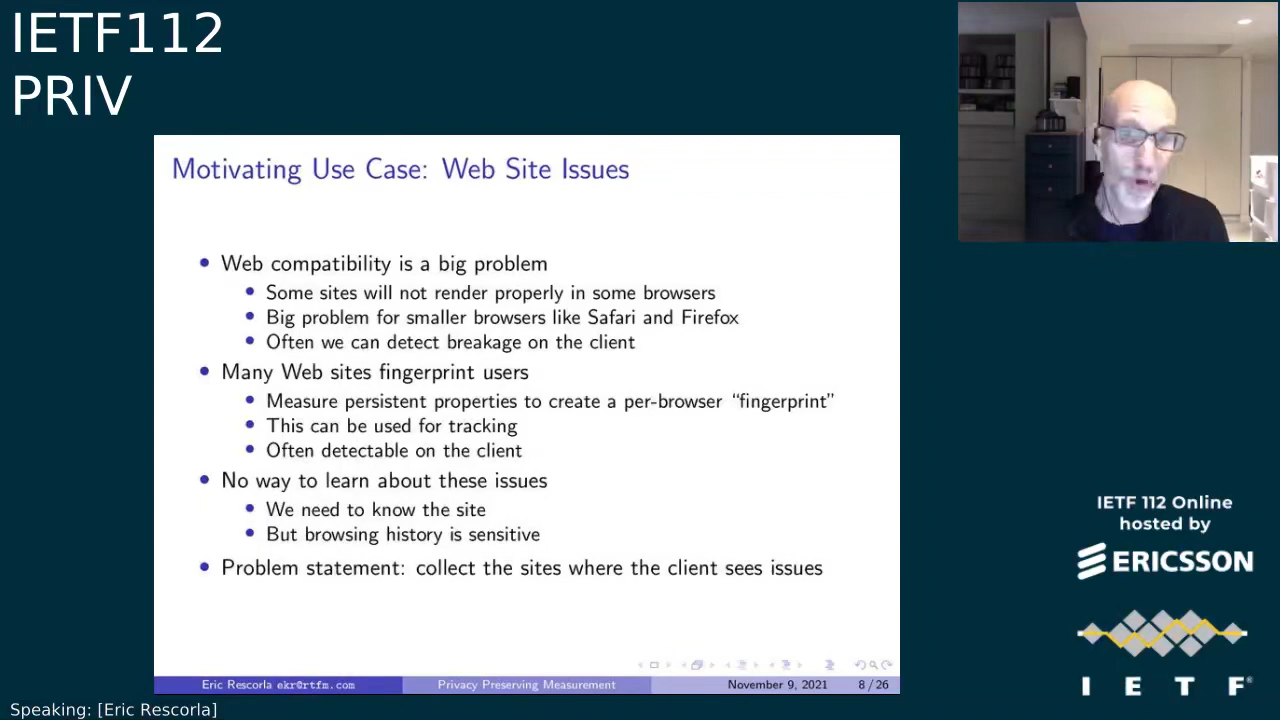 IETF112
PRIV
Motivating Use Case: Web Site Issues
Web compatibility is a big problem
Some sites will not render properly in some browsers
Big problem for smaller browsers like Safari and Firefox
Often we can detect breakage on the client
Many Web sites fingerprint users
Measure persistent properties to create a per-browser “fingerprint”
This can be used for tracking
Often detectable on the client
No way to learn about these issues
We need to know the site
But browsing history is sensitive
Problem statement: collect the sites where the client sees issues
Eric Rescorla ekr@rtfm.com Privacy Preserving Measurement November 9, 2021 8 / 26
IETF 112 Online
hosted by
ERICSSON
I E T F®
Speaking: [Eric Rescorla]